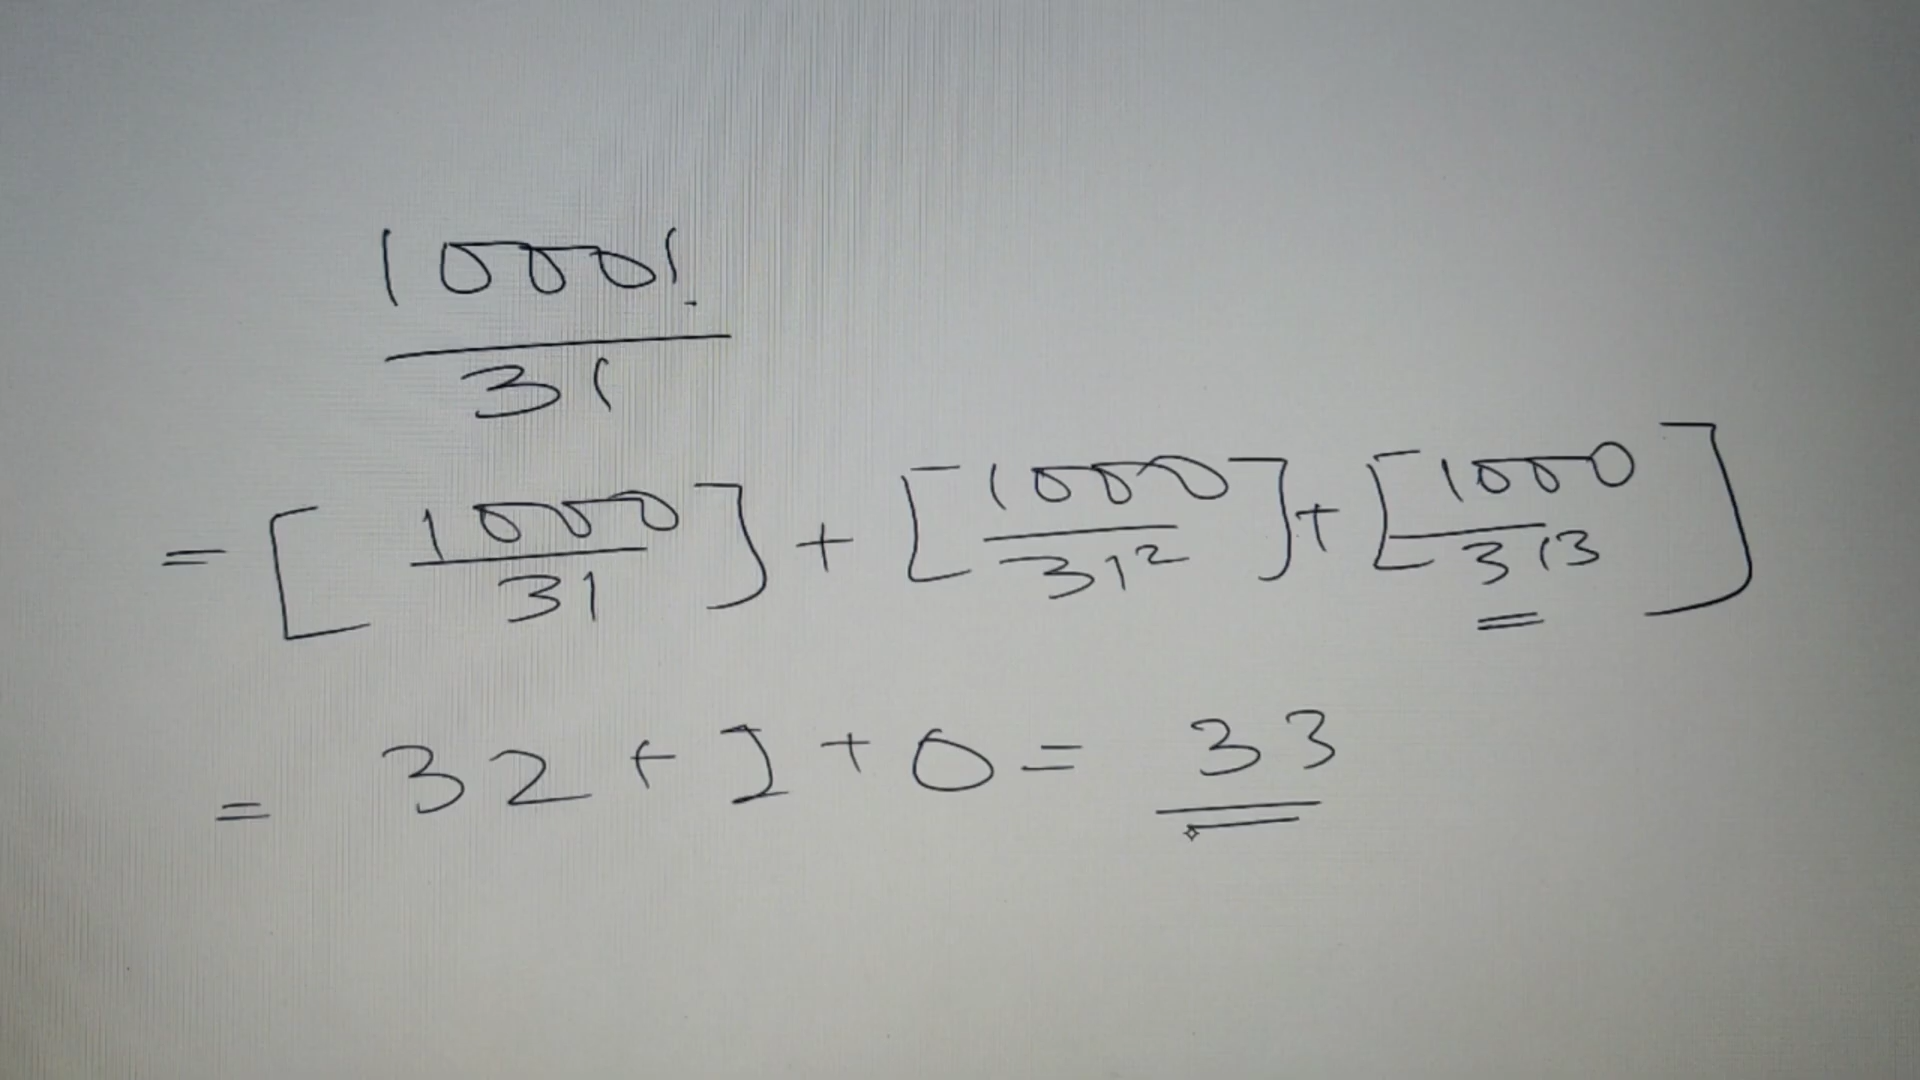 1000!
31
= [1000/31] + [1000/31²] + [1000/31³]
= 32 + 1 + 0 = 33